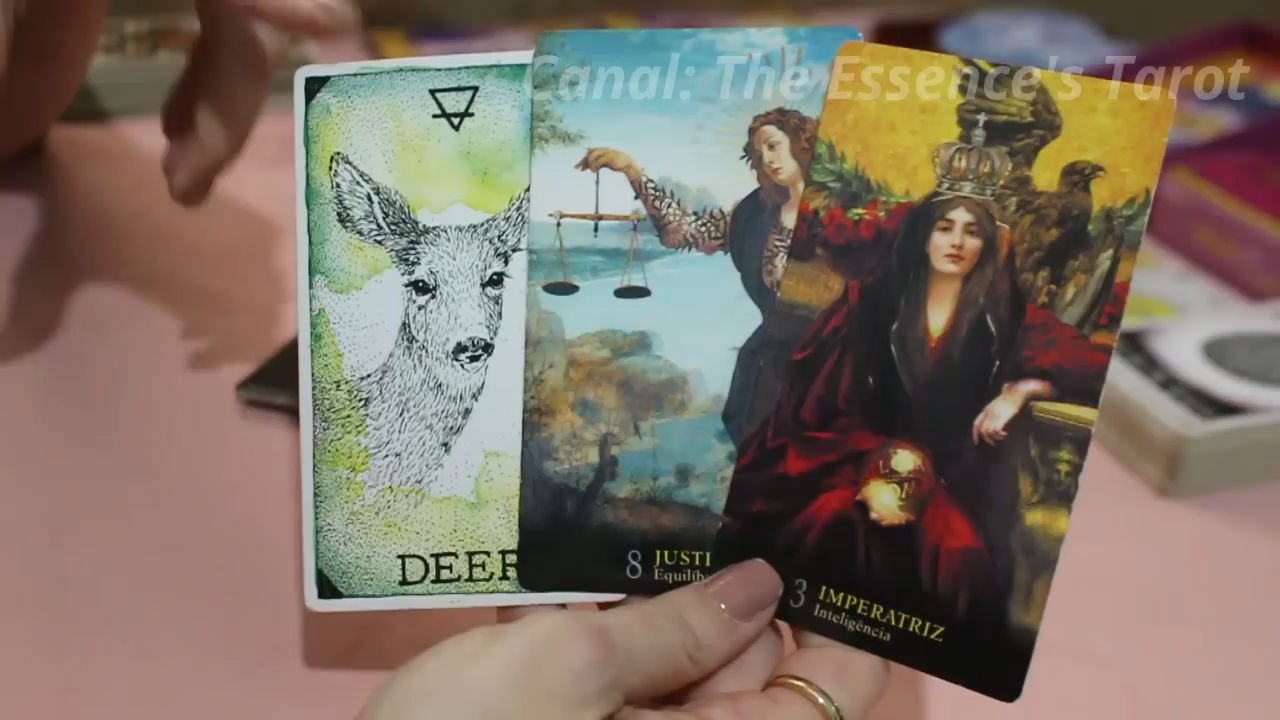 Canal: The Essence's Tarot
DEER
8 JUSTI
Equilíb
3 IMPERATRIZ
Inteligência